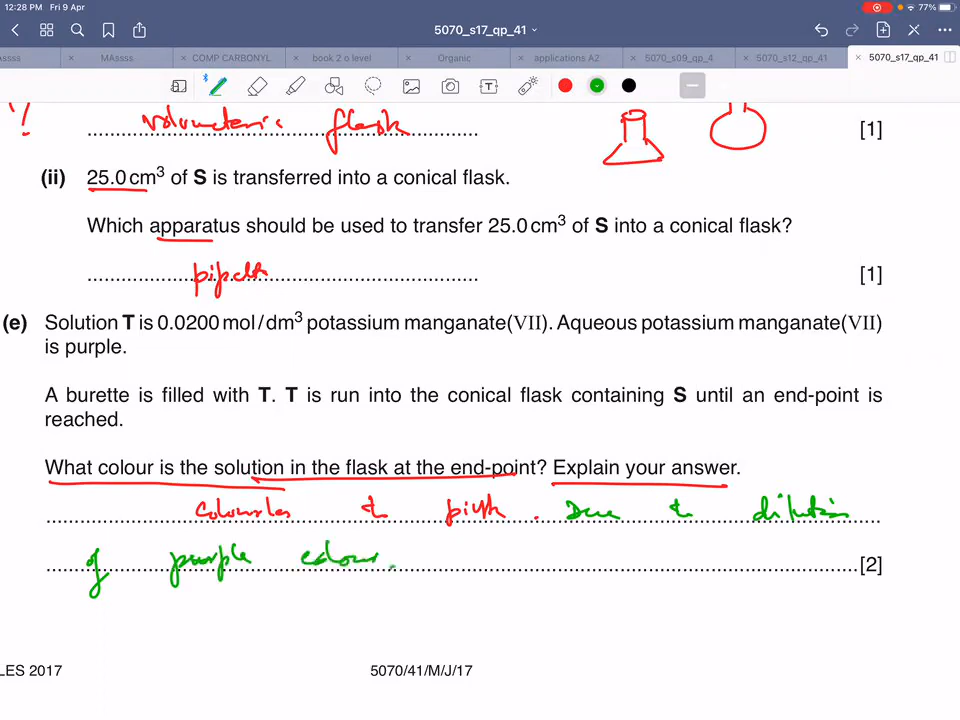 12:28 PM Fri 9 Apr
77%
5070_s17_qp_41
Assss
MAssss
COMP CARBONYL
book 2 o level
Organic
applications A2
5070_s09_qp_4
5070_s12_qp_41
5070_s17_qp_41
volumetric flask [1]
(ii) 25.0 cm³ of S is transferred into a conical flask.
Which apparatus should be used to transfer 25.0 cm³ of S into a conical flask?
pipette [1]
(e) Solution T is 0.0200 mol/dm³ potassium manganate(VII). Aqueous potassium manganate(VII)
is purple.
A burette is filled with T. T is run into the conical flask containing S until an end-point is
reached.
What colour is the solution in the flask at the end-point? Explain your answer.
colourless to pink. Due to dilution
of purple colour. [2]
LES 2017
5070/41/M/J/17